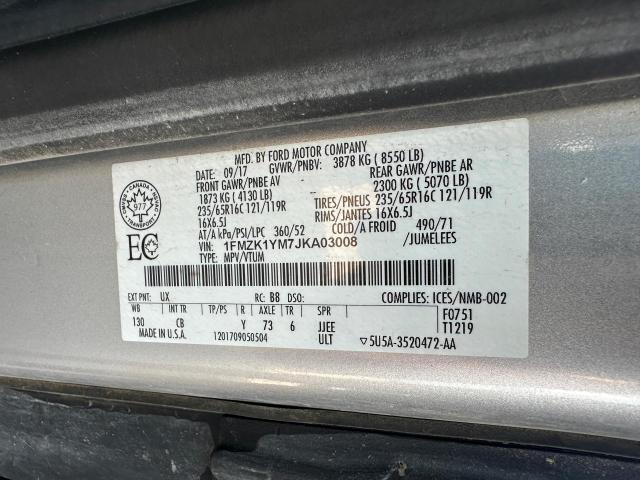 MFD. BY FORD MOTOR COMPANY
DATE: 09/17 GVWR/PNBV: 3878 KG ( 8550 LB)
FRONT GAWR/PNBE AV REAR GAWR/PNBE AR
1873 KG ( 4130 LB) 2300 KG ( 5070 LB)
235/65R16C 121/119R TIRES/PNEUS 235/65R16C 121/119R
16X6.5J RIMS/JANTES 16X6.5J
AT/A kPa/PSI/LPC 360/52 COLD/A FROID 490/71
VIN: 1FMZK1YM7JKA03008 /JUMELEES
TYPE: MPV/VTUM
CANADA
977
EC
EXT PNT: UX RC: B8 DSO: COMPLIES: ICES/NMB-002
WB INT TR TP/PS R AXLE TR SPR F0751
130 CB Y 73 6 JJEE T1219
MADE IN U.S.A. 1201709050504 ULT 5U5A-3520472-AA